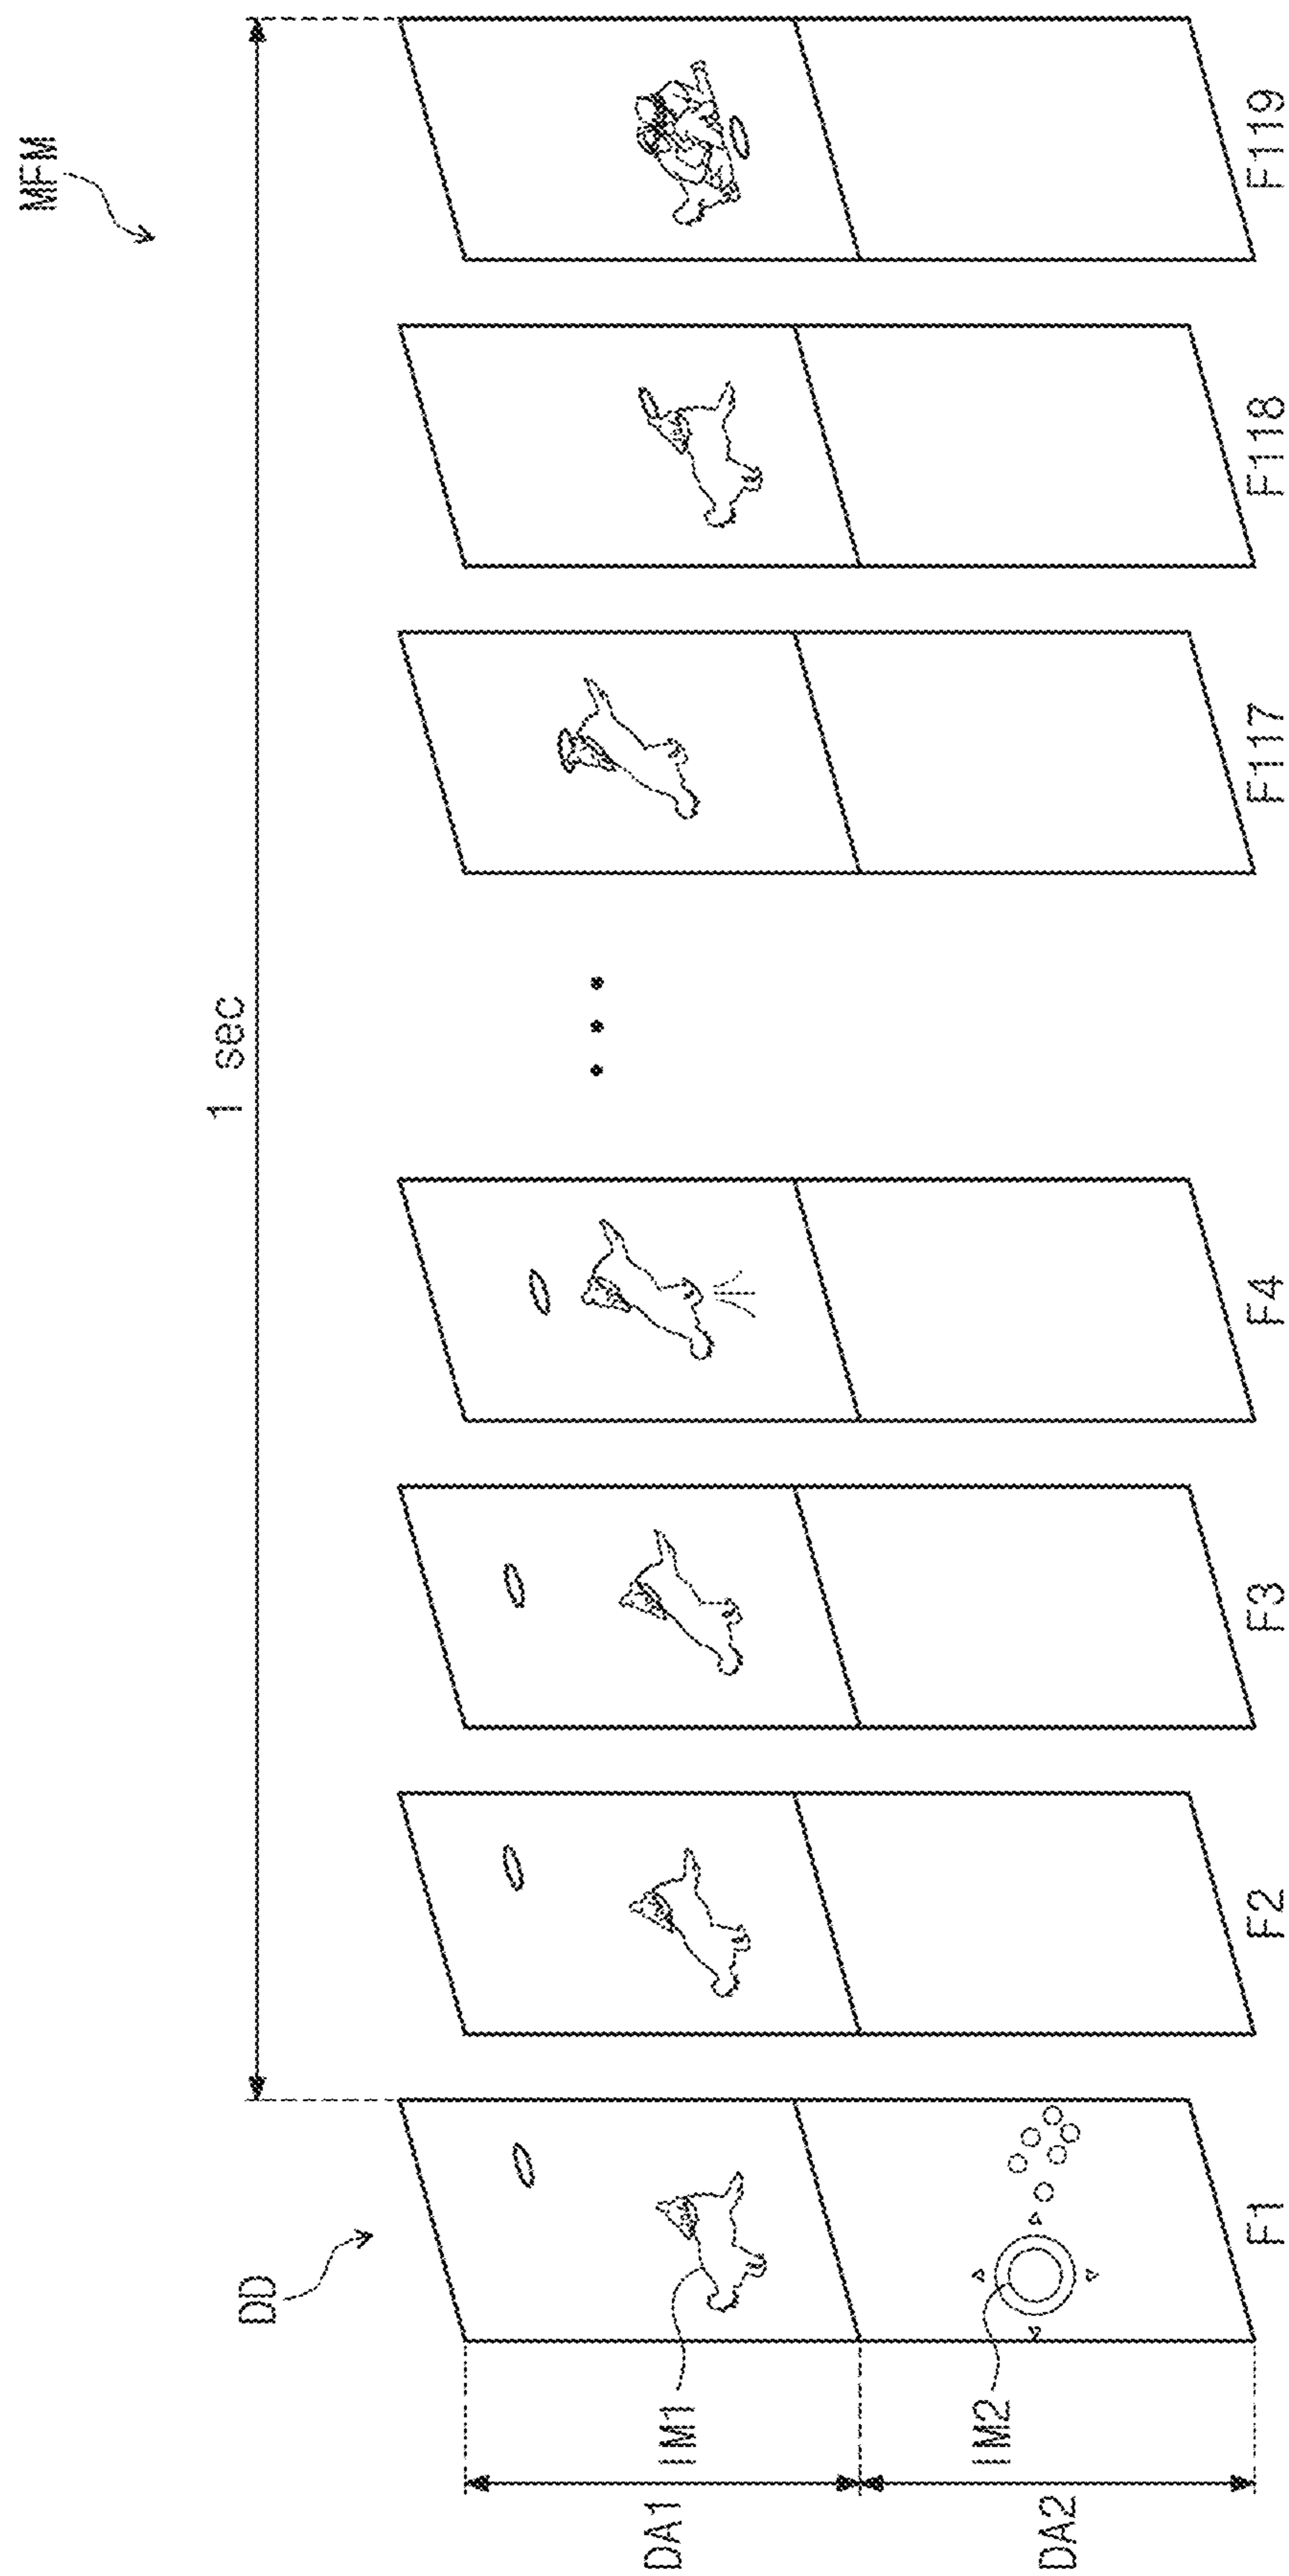 MFM
1 sec
DD
DA1
IM1
DA2
IM2
F1
F2
F3
F4
F117
F118
F119